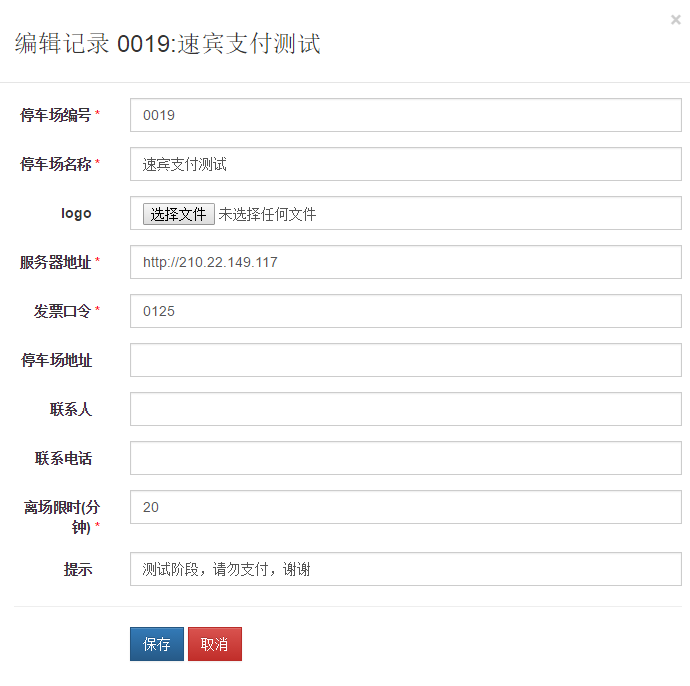 ×
编辑记录 0019:速宾支付测试
停车场编号 * 0019
停车场名称 * 速宾支付测试
logo 选择文件 未选择任何文件
服务器地址 * http://210.22.149.117
发票口令 * 0125
停车场地址
联系人
联系电话
离场限时(分
钟) * 20
提示 测试阶段，请勿支付，谢谢
保存 取消